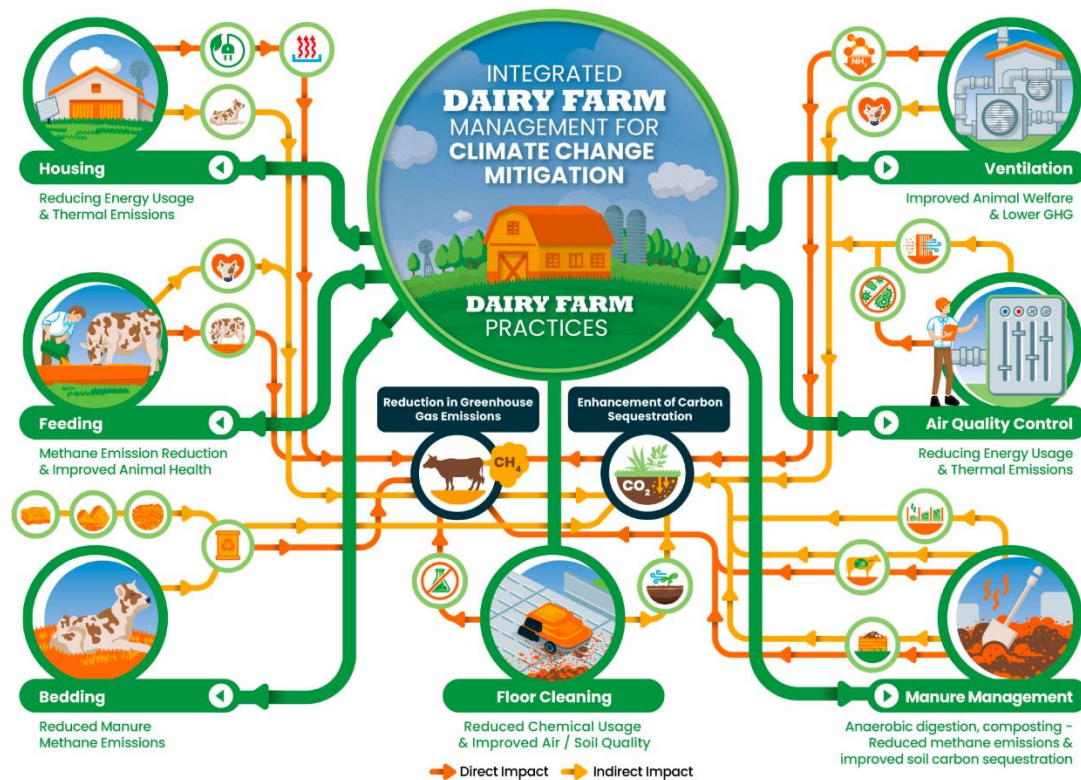 INTEGRATED
DAIRY FARM
MANAGEMENT FOR
CLIMATE CHANGE
MITIGATION
DAIRY FARM
PRACTICES
Housing
Reducing Energy Usage
& Thermal Emissions
Feeding
Methane Emission Reduction
& Improved Animal Health
Bedding
Reduced Manure
Methane Emissions
NH₃
Ventilation
Improved Animal Welfare
& Lower GHG
Air Quality Control
Reducing Energy Usage
& Thermal Emissions
Reduction in Greenhouse
Gas Emissions
CH₄
Enhancement of Carbon
Sequestration
CO₂
Floor Cleaning
Reduced Chemical Usage
& Improved Air / Soil Quality
Manure Management
Anaerobic digestion, composting –
Reduced methane emissions &
improved soil carbon sequestration
Direct Impact
Indirect Impact